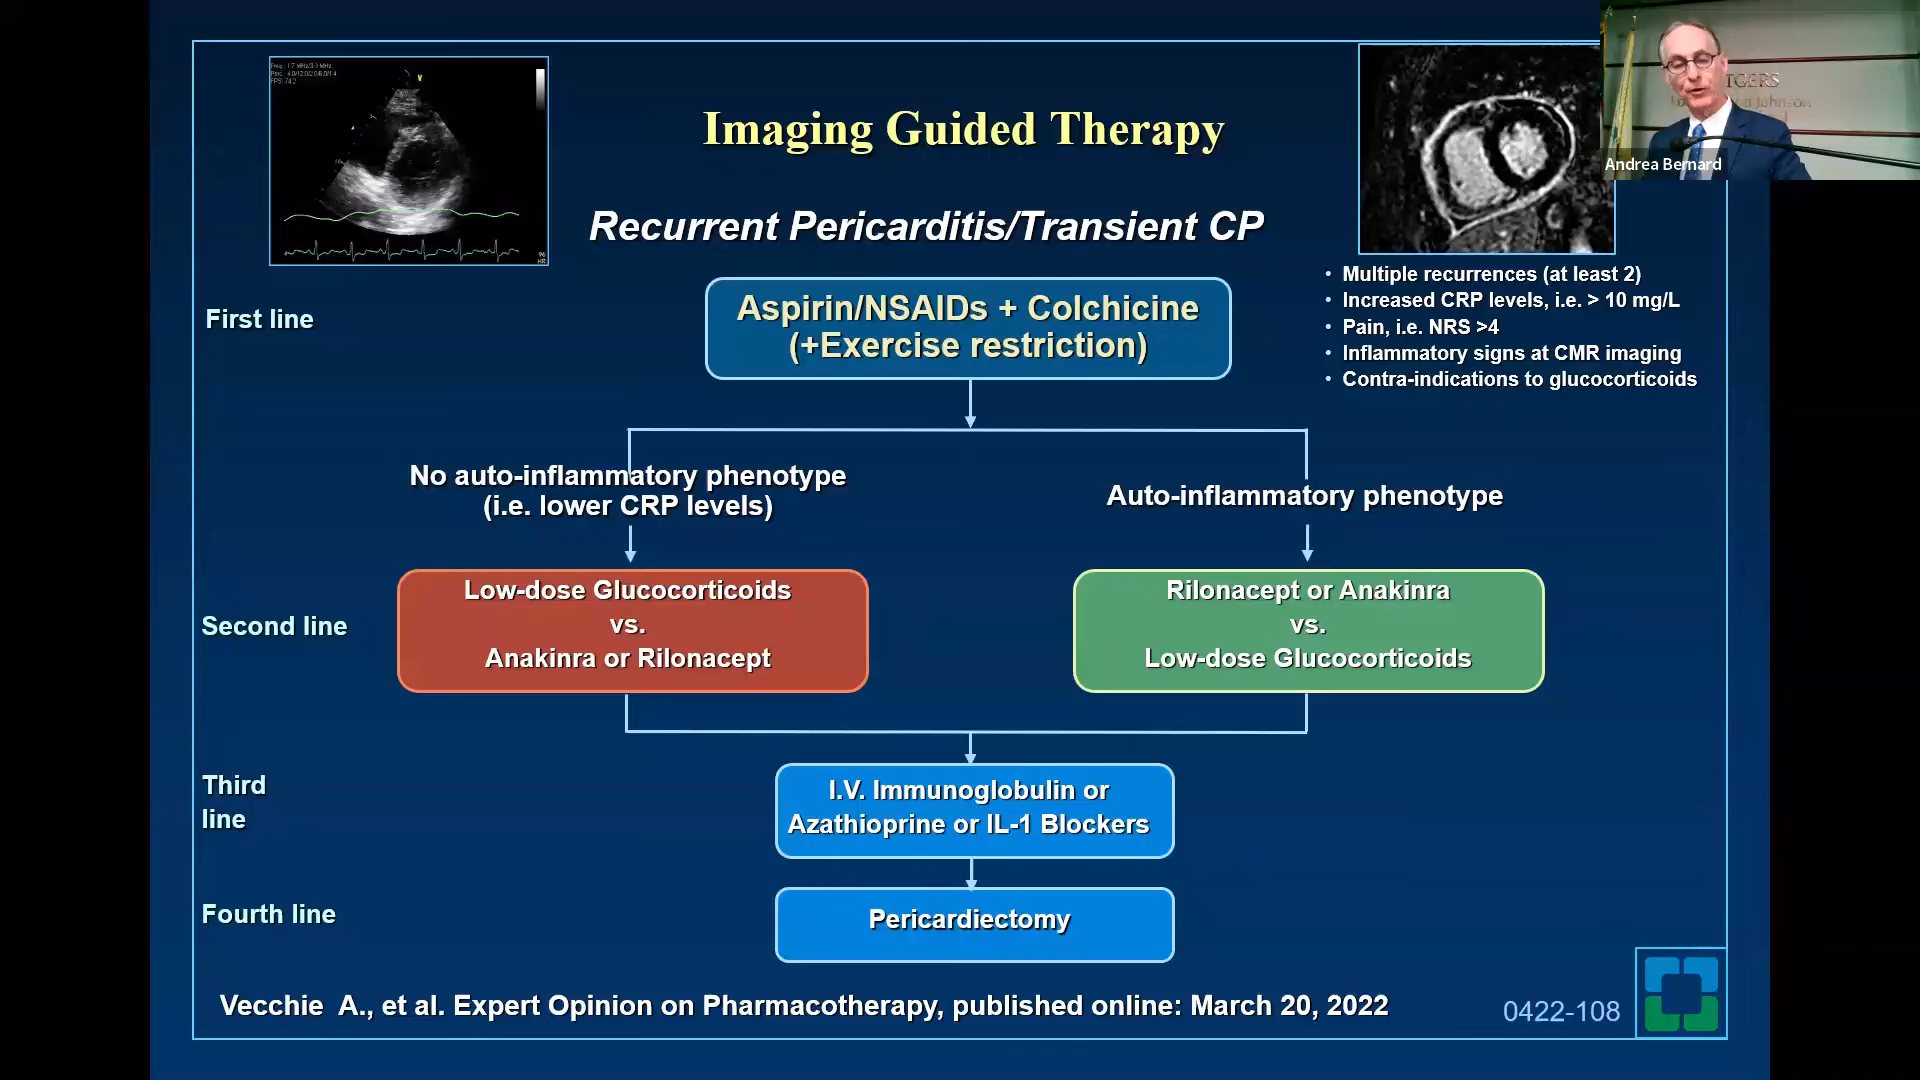 Imaging Guided Therapy
Recurrent Pericarditis/Transient CP
TGERS
Andrea Bernard
• Multiple recurrences (at least 2)
• Increased CRP levels, i.e. > 10 mg/L
• Pain, i.e. NRS >4
• Inflammatory signs at CMR imaging
• Contra-indications to glucocorticoids
First line
Aspirin/NSAIDs + Colchicine
(+Exercise restriction)
No auto-inflammatory phenotype
(i.e. lower CRP levels)
Auto-inflammatory phenotype
Second line
Low-dose Glucocorticoids
vs.
Anakinra or Rilonacept
Rilonacept or Anakinra
vs.
Low-dose Glucocorticoids
Third
line
I.V. Immunoglobulin or
Azathioprine or IL-1 Blockers
Fourth line
Pericardiectomy
Vecchie A., et al. Expert Opinion on Pharmacotherapy, published online: March 20, 2022
0422-108